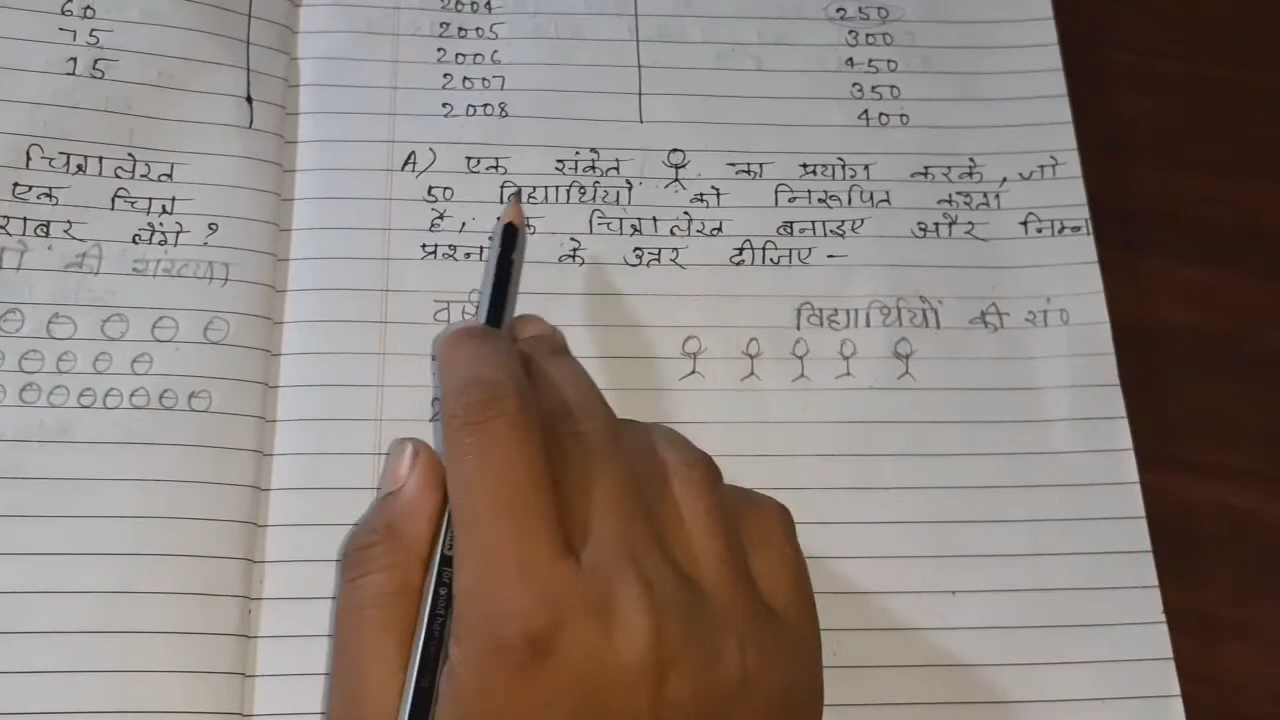 60
75
15
चित्रालेख
एक चित्र
राबर लेंगे ?
की संख्या
2004 250
2005 300
2006 450
2007 350
2008 400
A) एक संकेत का प्रयोग करके, जो
50 विद्यार्थियों को निरूपित करता
है, चित्रालेख बनाइए और निम्न
के उत्तर दीजिए –
विद्यार्थियों की सं०